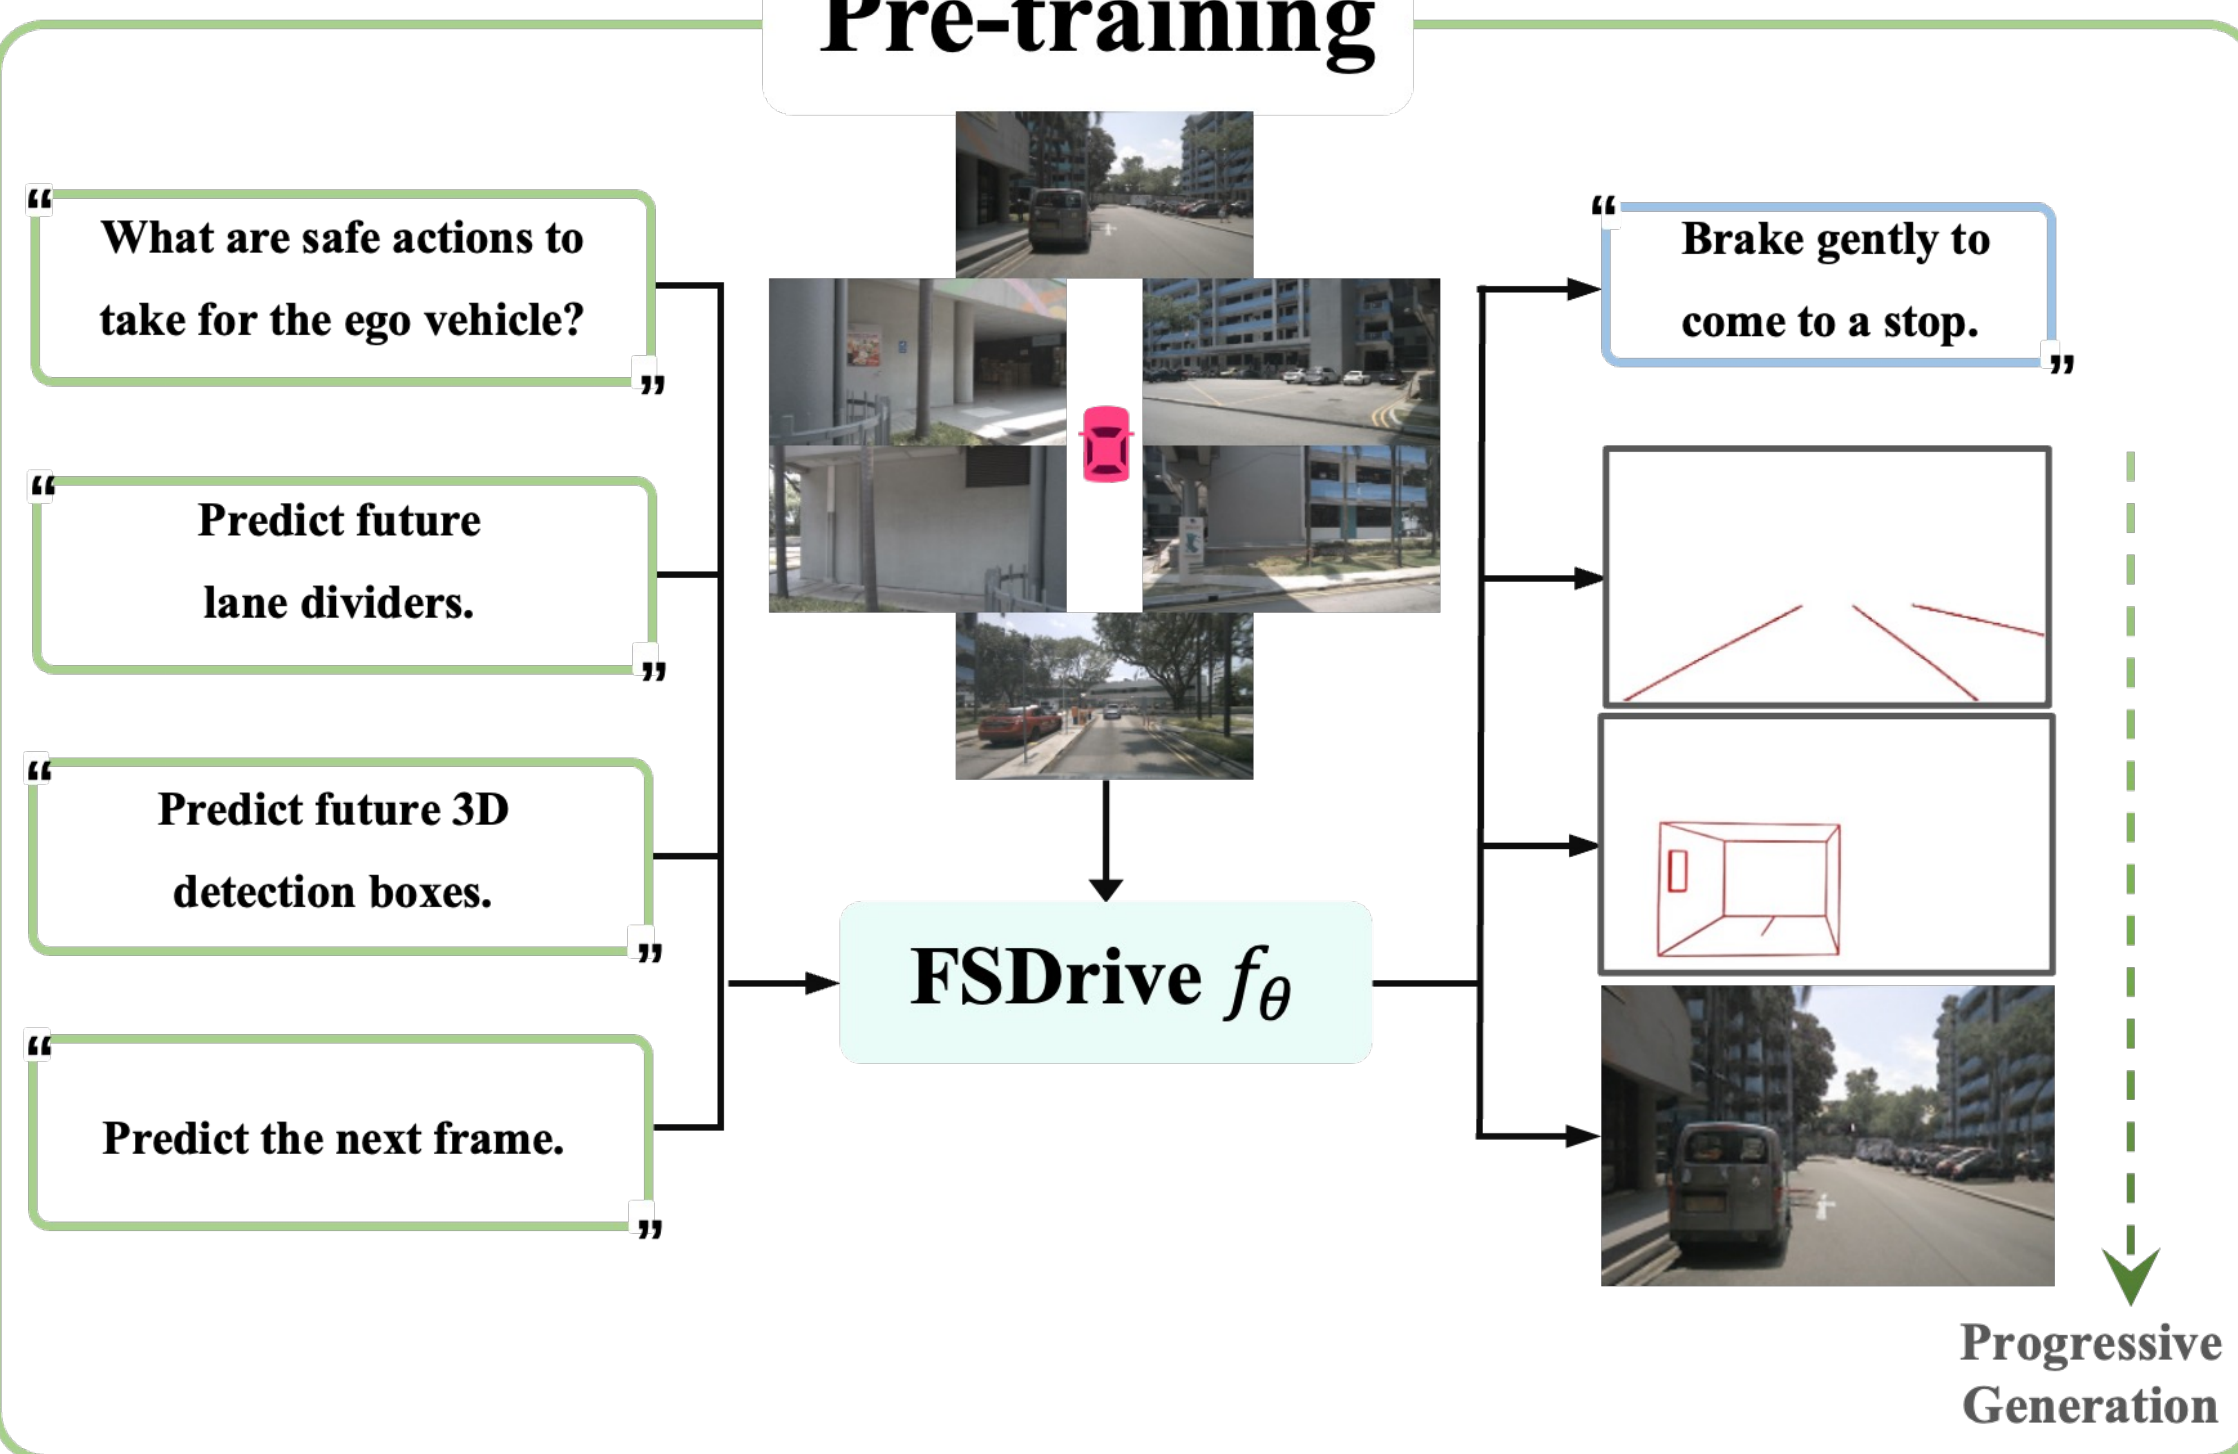 Pre-training
“ What are safe actions to
take for the ego vehicle? ”
“ Predict future
lane dividers. ”
“ Predict future 3D
detection boxes. ”
“ Predict the next frame. ”
FSDrive fθ
“ Brake gently to
come to a stop. ”
Progressive
Generation